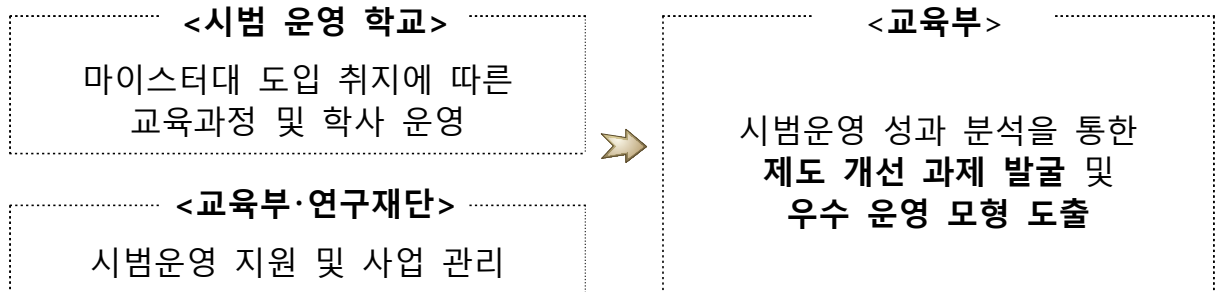 <시범 운영 학교>
마이스터대 도입 취지에 따른
교육과정 및 학사 운영
<교육부·연구재단>
시범운영 지원 및 사업 관리
<교육부>
시범운영 성과 분석을 통한
제도 개선 과제 발굴 및
우수 운영 모형 도출